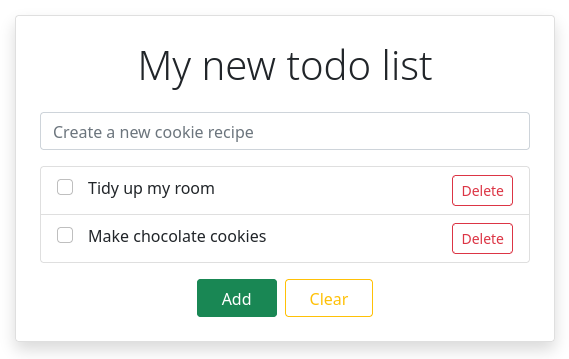 My new todo list
Create a new cookie recipe
Tidy up my room Delete
Make chocolate cookies Delete
Add Clear